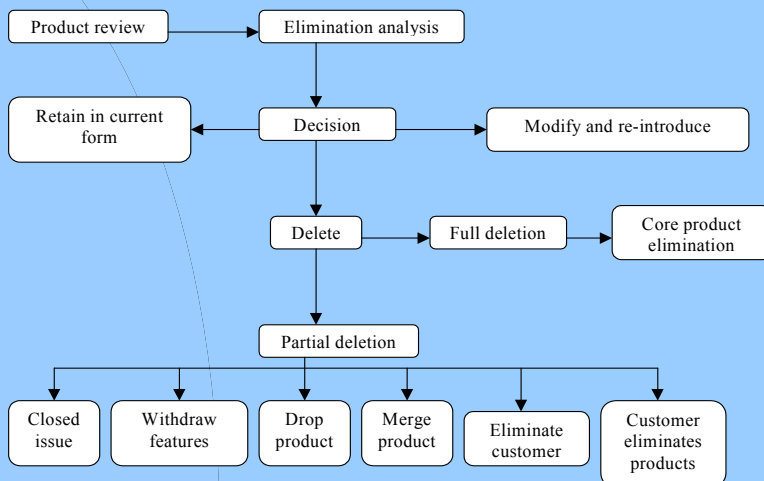 Product review
Elimination analysis
Retain in current
form
Decision
Modify and re-introduce
Delete
Full deletion
Core product
elimination
Partial deletion
Closed
issue
Withdraw
features
Drop
product
Merge
product
Eliminate
customer
Customer
eliminates
products